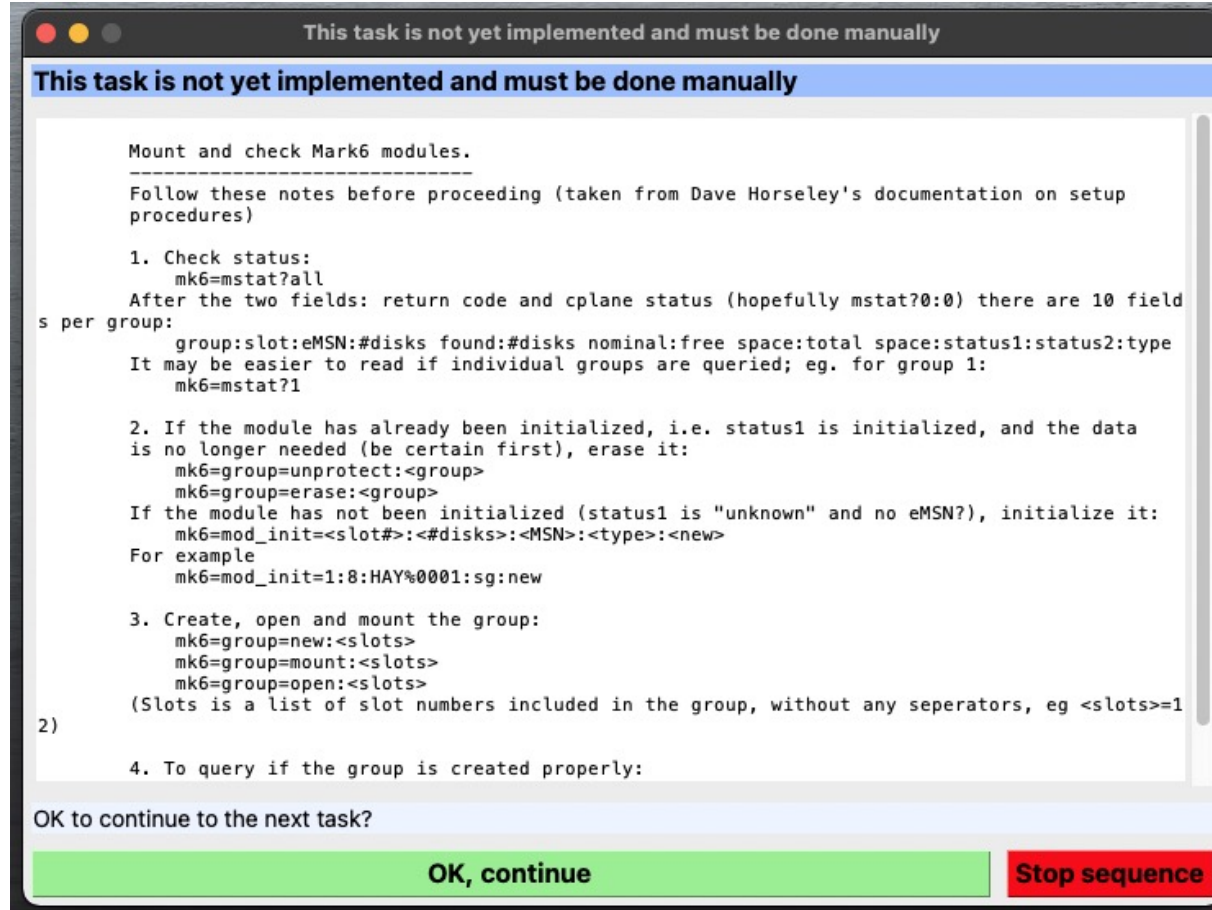 This task is not yet implemented and must be done manually
This task is not yet implemented and must be done manually
Mount and check Mark6 modules.
------------------------------
Follow these notes before proceeding (taken from Dave Horseley's documentation on setup
procedures)
1. Check status:
mk6=mstat?all
After the two fields: return code and cplane status (hopefully mstat?0:0) there are 10 field
s per group:
group:slot:eMSN:#disks found:#disks nominal:free space:total space:status1:status2:type
It may be easier to read if individual groups are queried; eg. for group 1:
mk6=mstat?1
2. If the module has already been initialized, i.e. status1 is initialized, and the data
is no longer needed (be certain first), erase it:
mk6=group=unprotect:<group>
mk6=group=erase:<group>
If the module has not been initialized (status1 is "unknown" and no eMSN?), initialize it:
mk6=mod_init=<slot#>:<#disks>:<MSN>:<type>:<new>
For example
mk6=mod_init=1:8:HAY%0001:sg:new
3. Create, open and mount the group:
mk6=group=new:<slots>
mk6=group=mount:<slots>
mk6=group=open:<slots>
(Slots is a list of slot numbers included in the group, without any seperators, eg <slots>=1
2)
4. To query if the group is created properly:
OK to continue to the next task?
OK, continue
Stop sequence